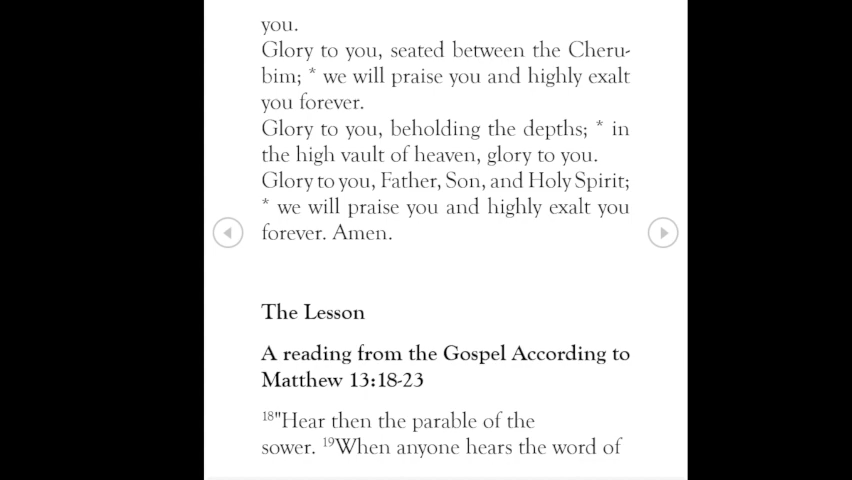 you.
Glory to you, seated between the Cheru-
bim; * we will praise you and highly exalt
you forever.
Glory to you, beholding the depths; * in
the high vault of heaven, glory to you.
Glory to you, Father, Son, and Holy Spirit;
* we will praise you and highly exalt you
forever. Amen.
The Lesson
A reading from the Gospel According to
Matthew 13:18-23
18"Hear then the parable of the
sower. 19When anyone hears the word of